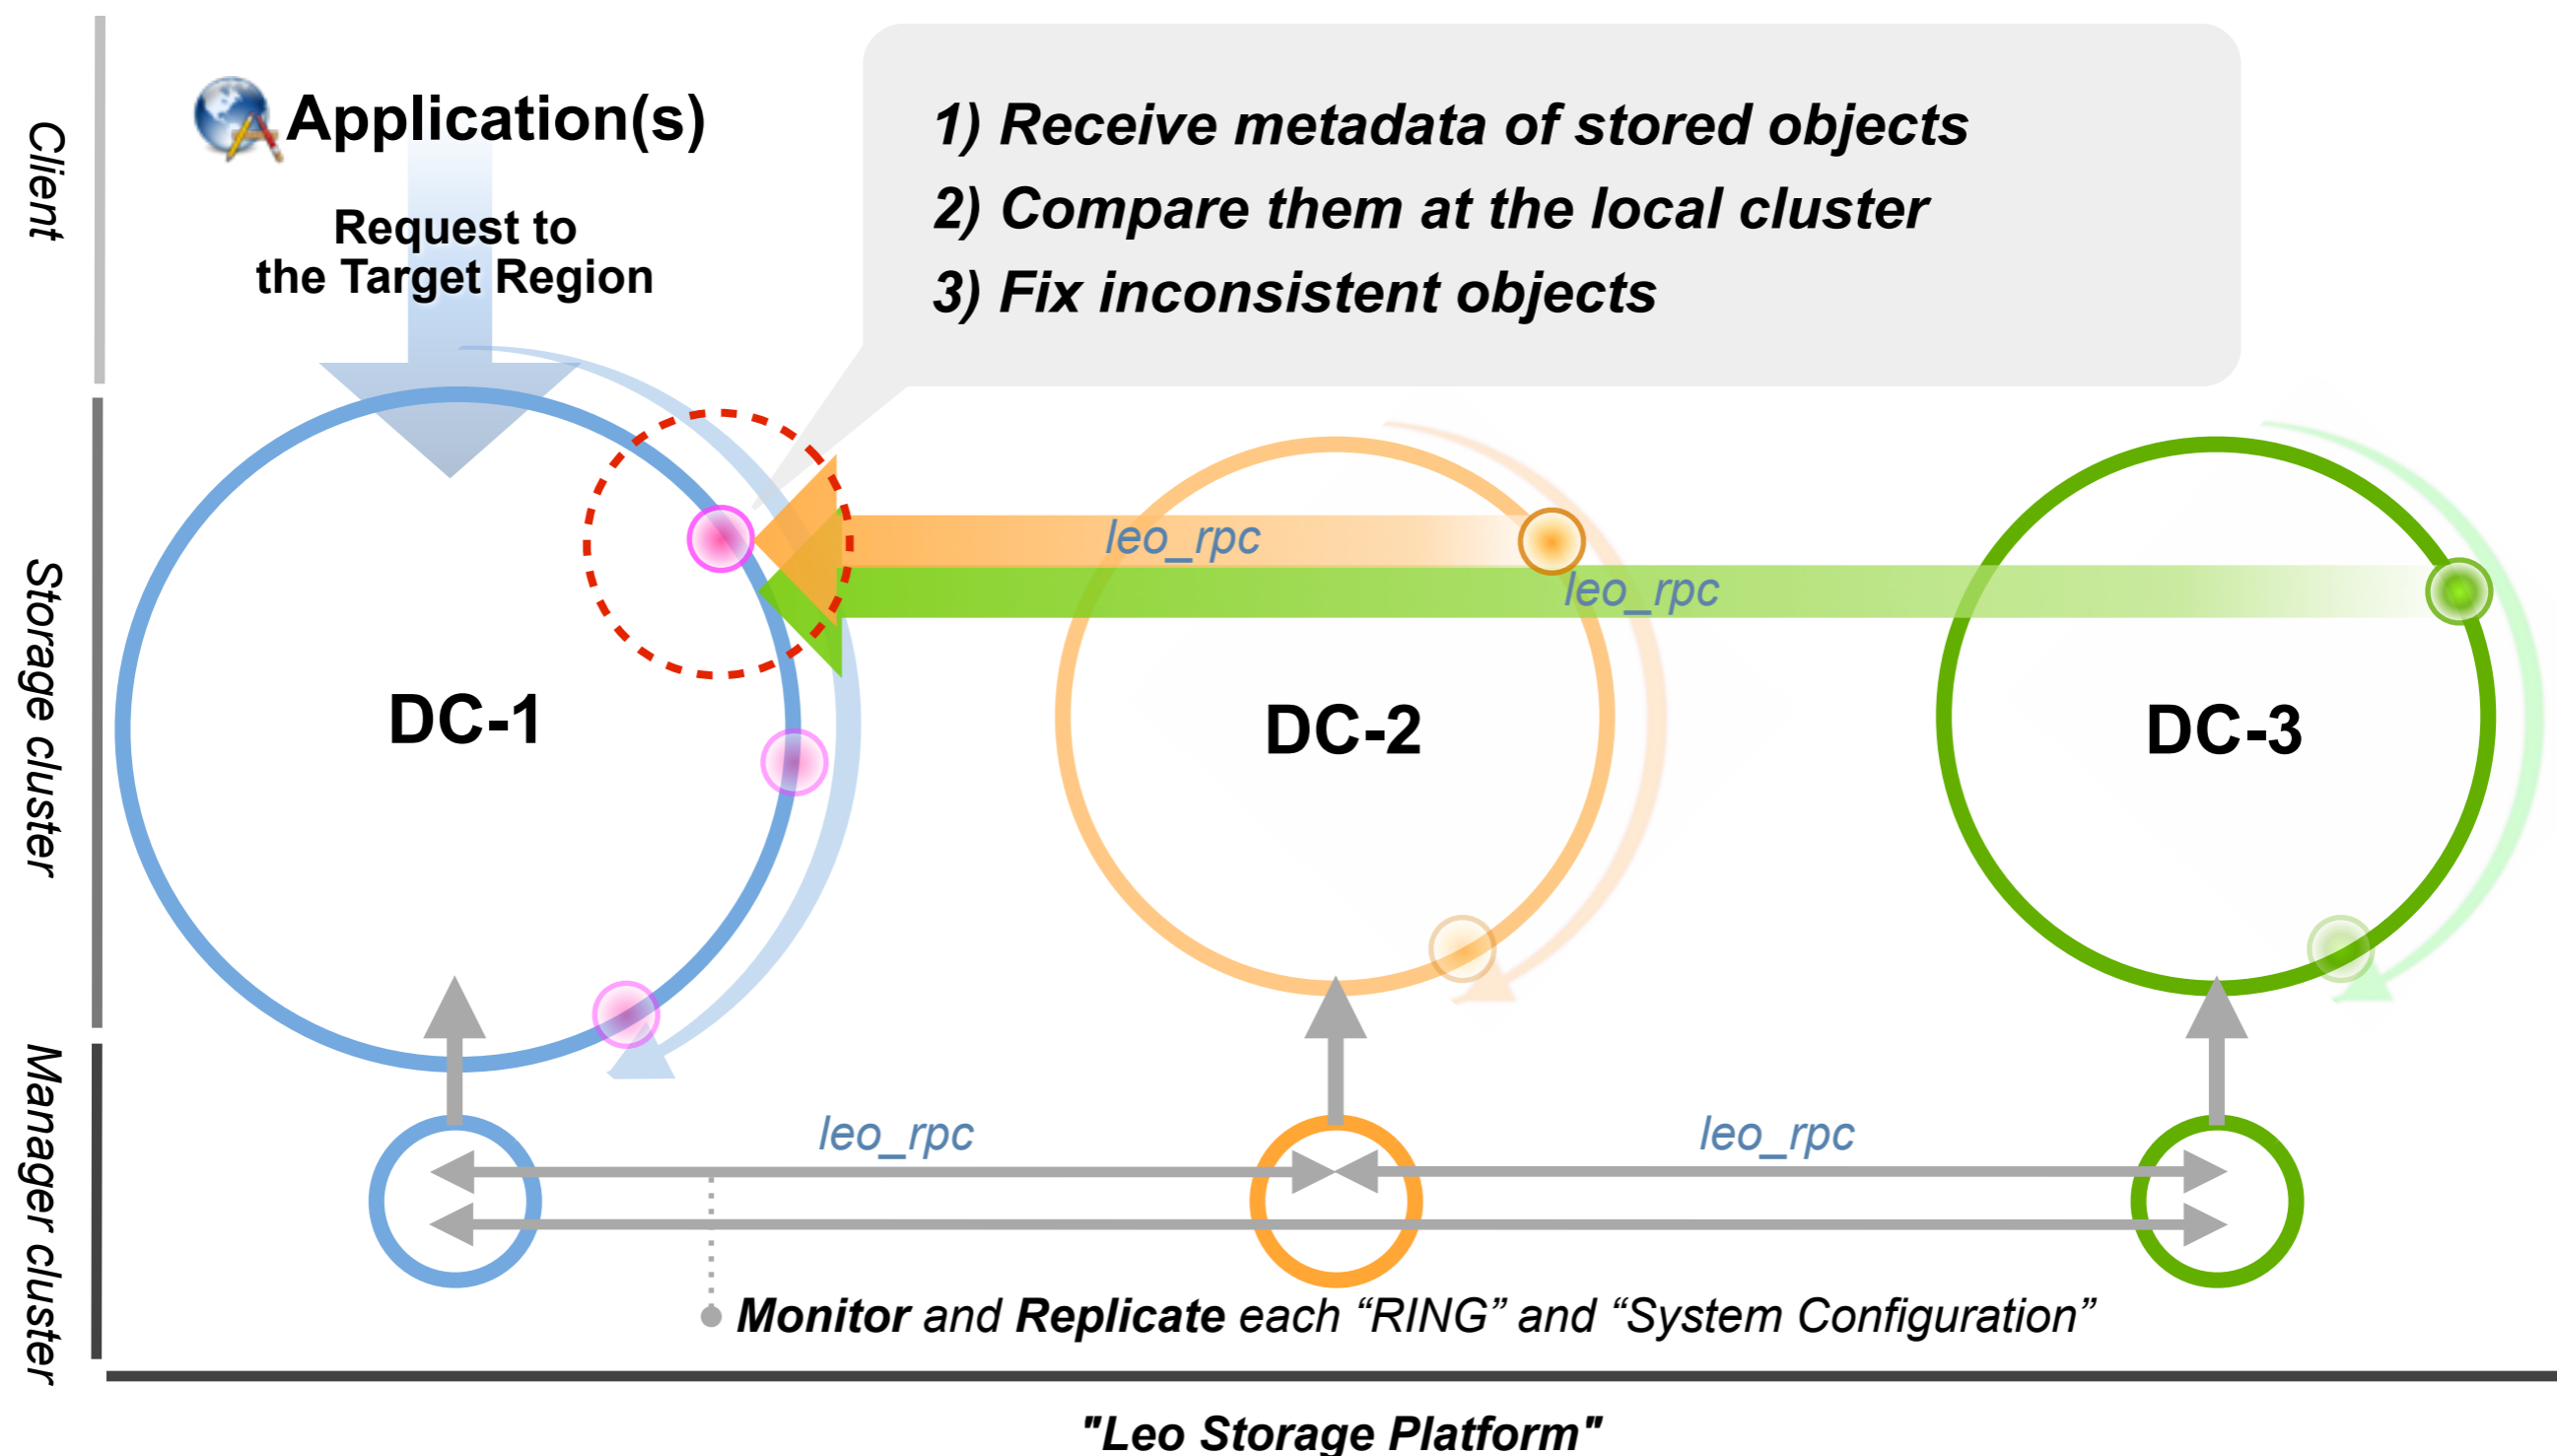 Client
Application(s)
Request to
the Target Region
1) Receive metadata of stored objects
2) Compare them at the local cluster
3) Fix inconsistent objects
Storage cluster
leo_rpc
leo_rpc
DC-1
DC-2
DC-3
Manager cluster
leo_rpc
leo_rpc
Monitor and Replicate each “RING” and “System Configuration”
"Leo Storage Platform"